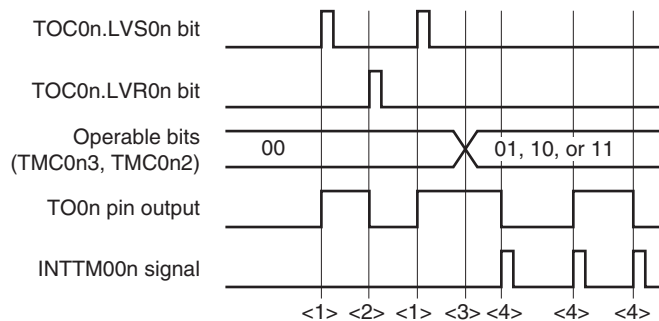 TOC0n.LVS0n bit
TOC0n.LVR0n bit
Operable bits
(TMC0n3, TMC0n2)
00
01, 10, or 11
TO0n pin output
INTTM00n signal
<1> <2> <1> <3> <4> <4> <4>